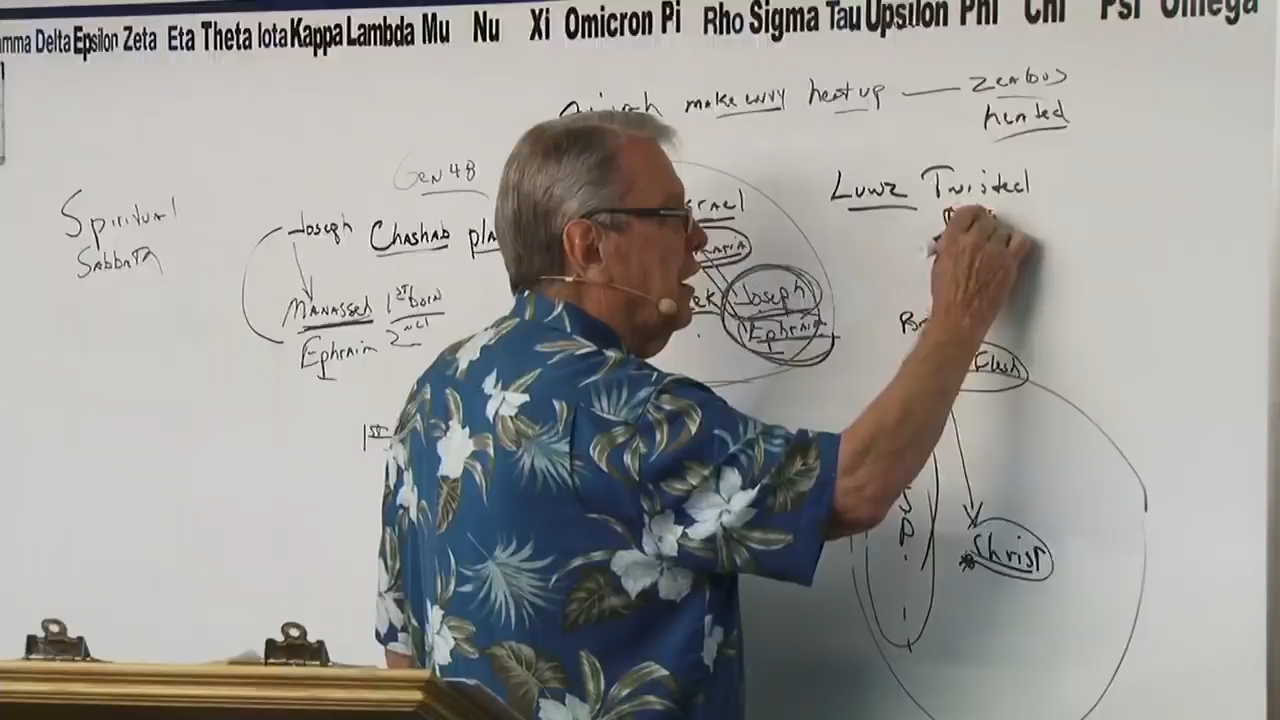 Delta Epsilon Zeta Eta Theta Iota Kappa Lambda Mu Nu Xi Omicron Pi Rho Sigma Tau Upsilon Phi Chi Psi Omega
make envy heat up — zealous
heated
Gen 48
Luwz Twisted
Spiritual
Sabbath
Joseph Chashab
Manasseh 1ST Born
Ephraim 2nd
Joseph
Ephraim
Flesh
1ST
Christ